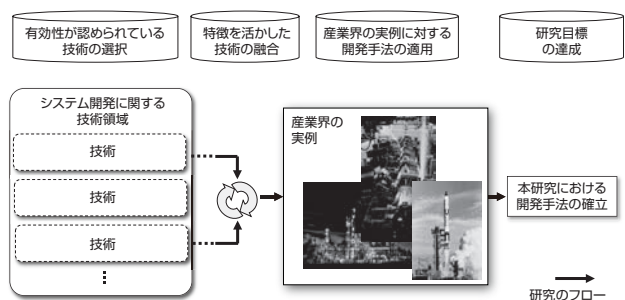 有効性が認められている
技術の選択
特徴を活かした
技術の融合
産業界の実例に対する
開発手法の適用
研究目標
の達成
システム開発に関する
技術領域
技術
技術
技術
⋮
産業界の
実例
本研究における
開発手法の確立
研究のフロー